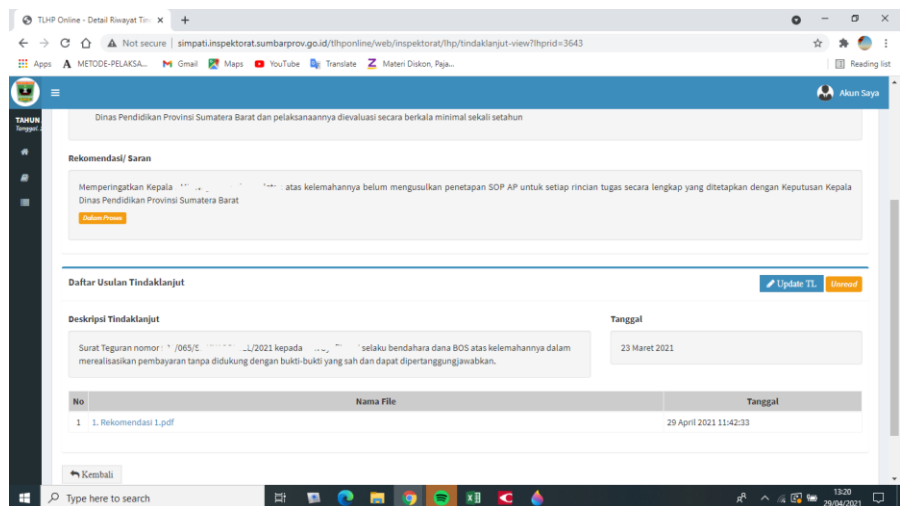 TLHP Online - Detail Riwayat Tin
Not secure | simpati.inspektorat.sumbarprov.go.id/tlhponline/web/inspektorat/lhp/tindaklanjut-view?lhprid=3643
Apps METODE-PELAKSA... Gmail Maps YouTube Translate Materi Diskon, Paja... Reading list
Akun Saya
TAHUN
Tanggal
Dinas Pendidikan Provinsi Sumatera Barat dan pelaksanaannya dievaluasi secara berkala minimal sekali setahun
Rekomendasi/ Saran
Memperingatkan Kepala atas kelemahannya belum mengusulkan penetapan SOP AP untuk setiap rincian tugas secara lengkap yang ditetapkan dengan Keputusan Kepala
Dinas Pendidikan Provinsi Sumatera Barat
Dalam Proses
Daftar Usulan Tindaklanjut
Update TL Unread
Deskripsi Tindaklanjut
Tanggal
Surat Teguran nomor /065/ /2021 kepada selaku bendahara dana BOS atas kelemahannya dalam
merealisasikan pembayaran tanpa didukung dengan bukti-bukti yang sah dan dapat dipertanggungjawabkan.
23 Maret 2021
No Nama File Tanggal
1 1. Rekomendasi 1.pdf 29 April 2021 11:42:33
Kembali
Type here to search
13:20
29/04/2021